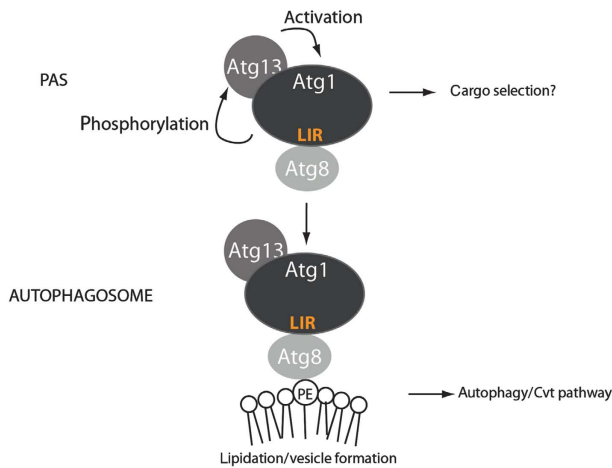 Activation
Atg13
PAS
Atg1
Cargo selection?
Phosphorylation
LIR
Atg8
Atg13
Atg1
AUTOPHAGOSOME
LIR
Atg8
PE
Autophagy/Cvt pathway
Lipidation/vesicle formation